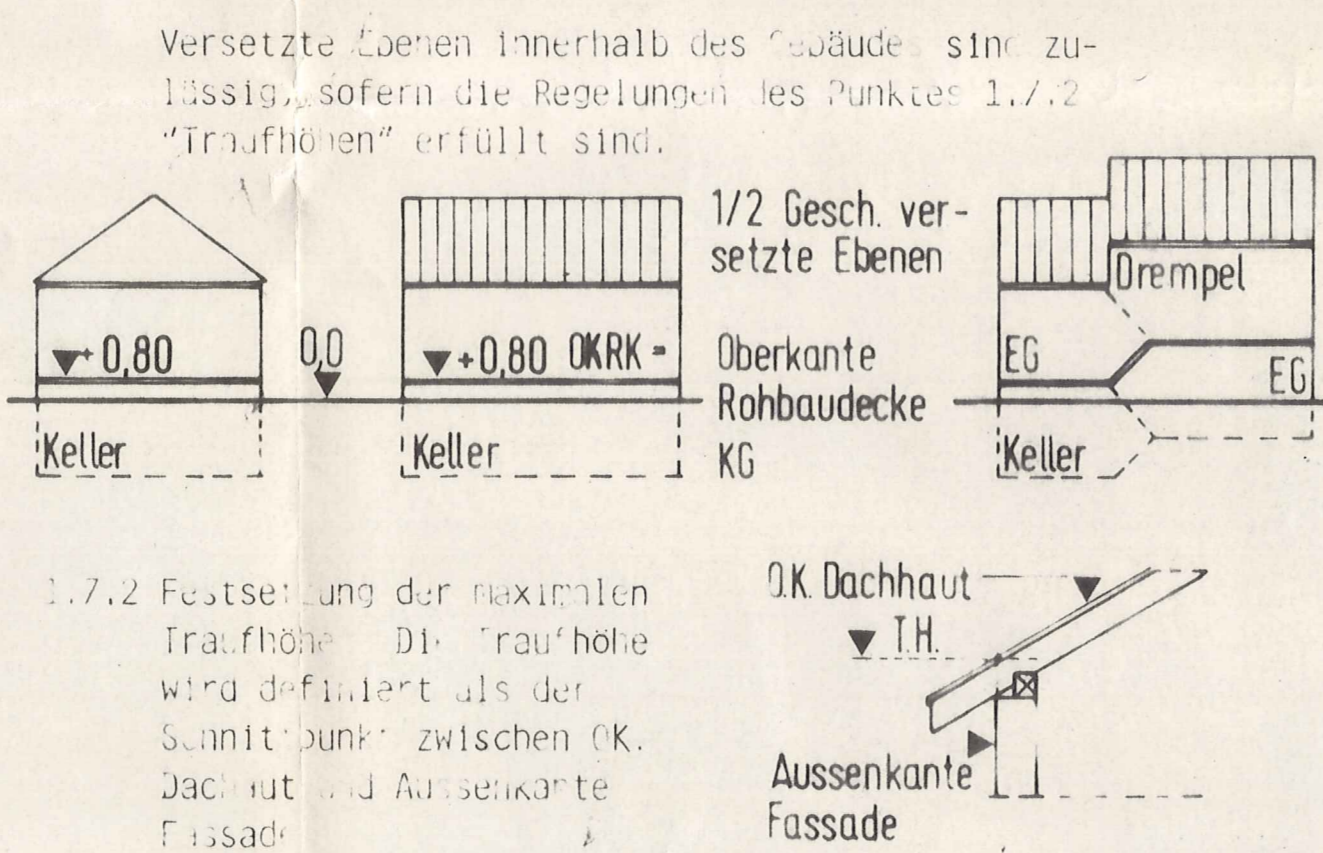 Versetzte Ebenen innerhalb des Gebäudes sind zu-
lässig, sofern die Regelungen des Punktes 1.7.2
"Traufhöhen" erfüllt sind.
1/2 Gesch. ver-
setzte Ebenen
Drempel
+0,80
0,0
+0,80 OKRK =
Oberkante
Rohbaudecke
KG
EG
EG
Keller
Keller
Keller
1.7.2 Festsetzung der maximalen
Traufhöhe Die Traufhöhe
wird definiert als der
Schnittpunkt zwischen OK.
Dachhaut und Aussenkante
Fassade
O.K. Dachhaut
T.H.
Aussenkante
Fassade